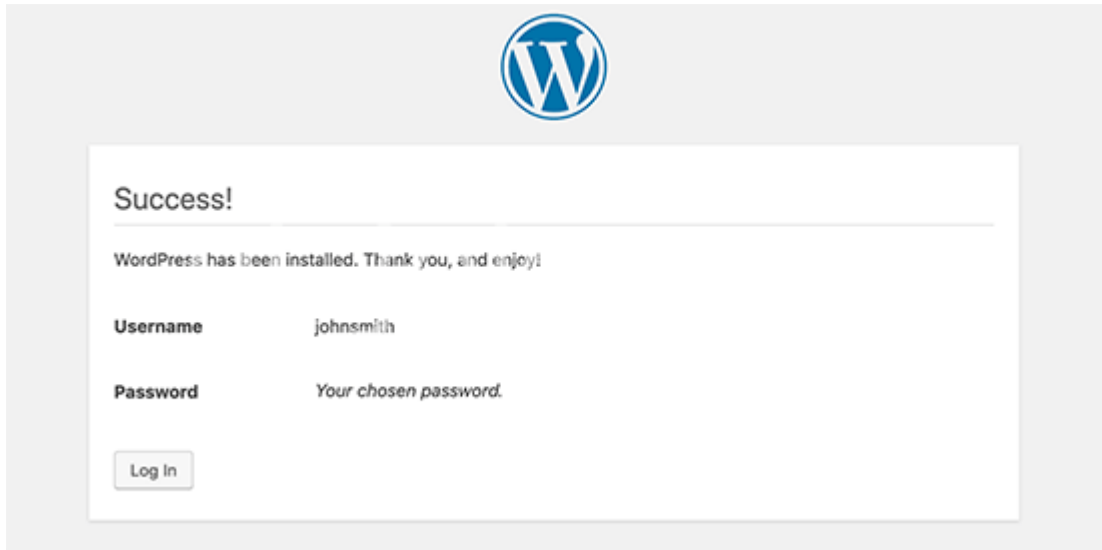 Success!
WordPress has been installed. Thank you, and enjoy!
Username johnsmith
Password Your chosen password.
Log In